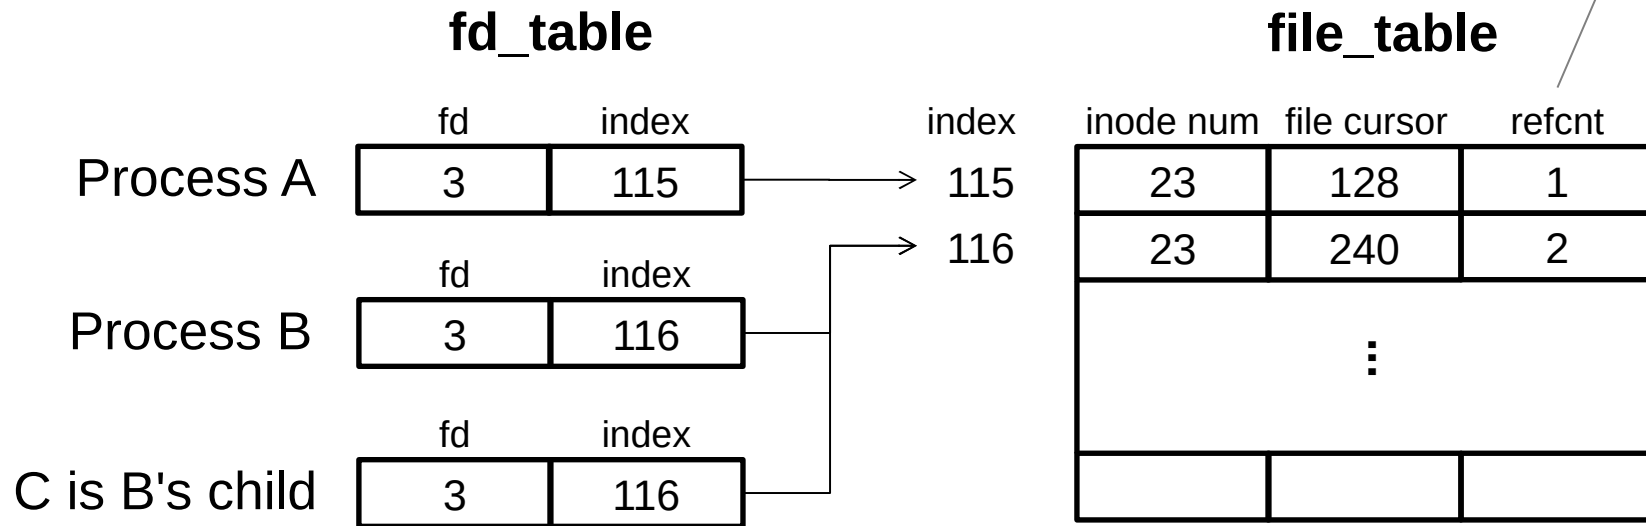 fd_table file_table
fd index index inode num file cursor refcnt
Process A 3 115 115 23 128 1
116 23 240 2
fd index
Process B 3 116
⋮
fd index
C is B's child 3 116